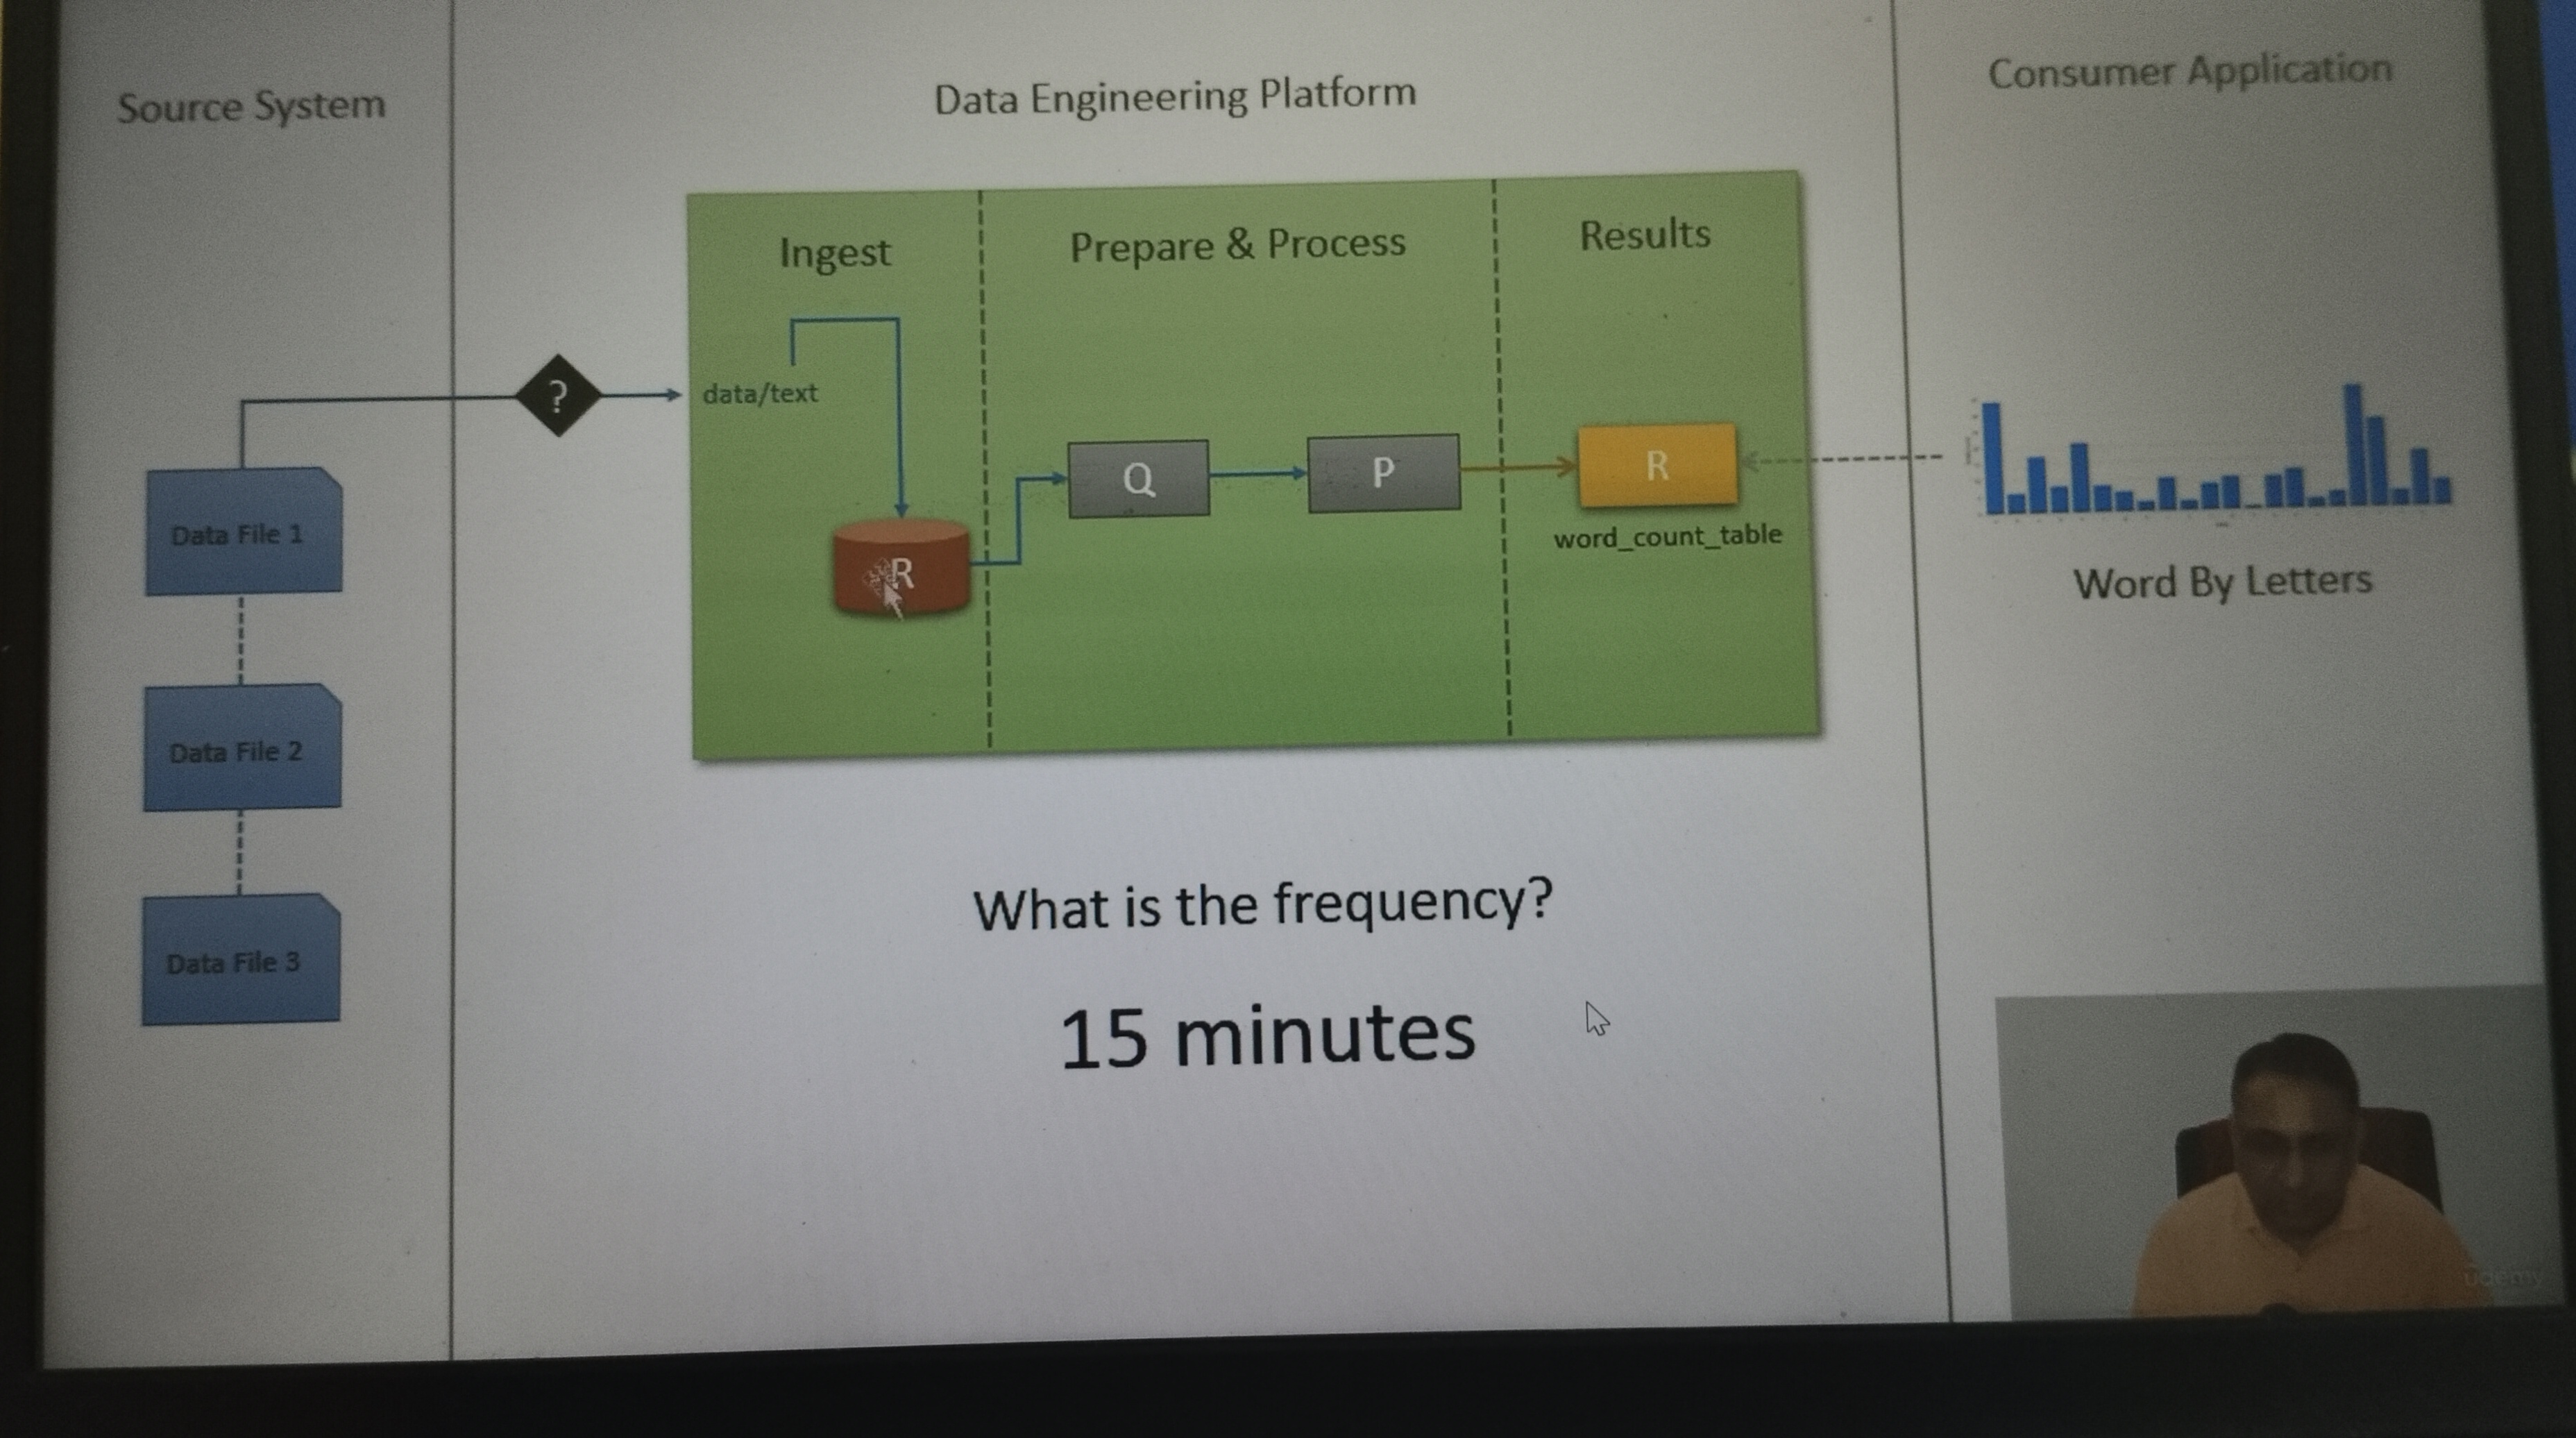 Source System
Data Engineering Platform
Consumer Application
Ingest
Prepare & Process
Results
?
data/text
Q
P
R
word_count_table
R
Data File 1
Data File 2
Data File 3
Word By Letters
What is the frequency?
15 minutes
udemy